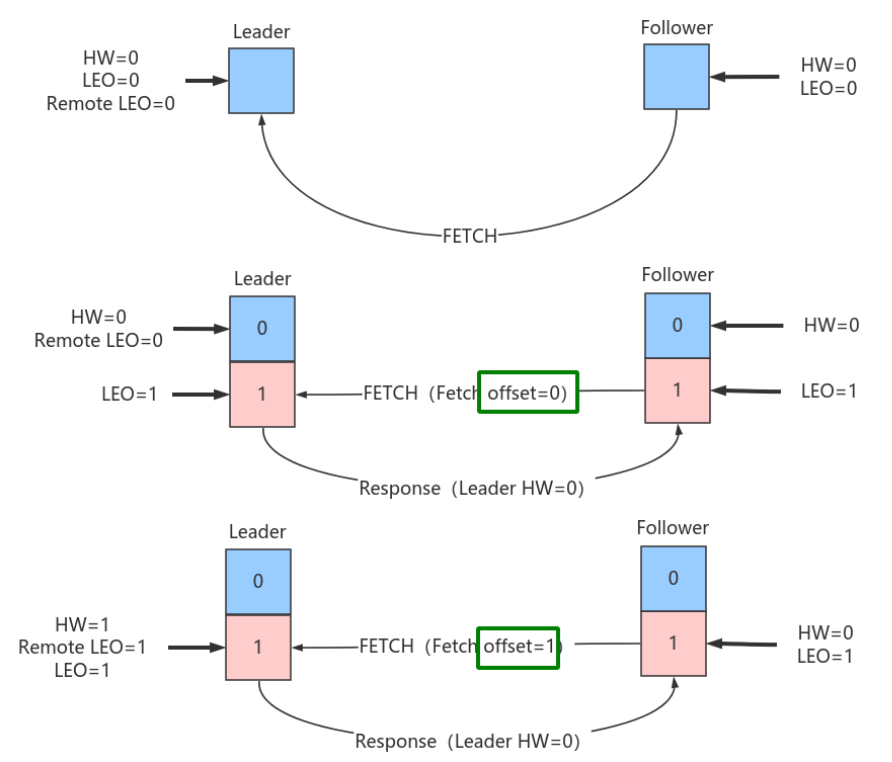 Leader
Follower
HW=0
LEO=0
Remote LEO=0
HW=0
LEO=0
FETCH
Leader
Follower
HW=0
Remote LEO=0
0
0
HW=0
LEO=1
1
FETCH（Fetch offset=0）
1
LEO=1
Response（Leader HW=0）
Leader
Follower
0
0
HW=1
Remote LEO=1
LEO=1
1
FETCH（Fetch offset=1）
1
HW=0
LEO=1
Response（Leader HW=0）